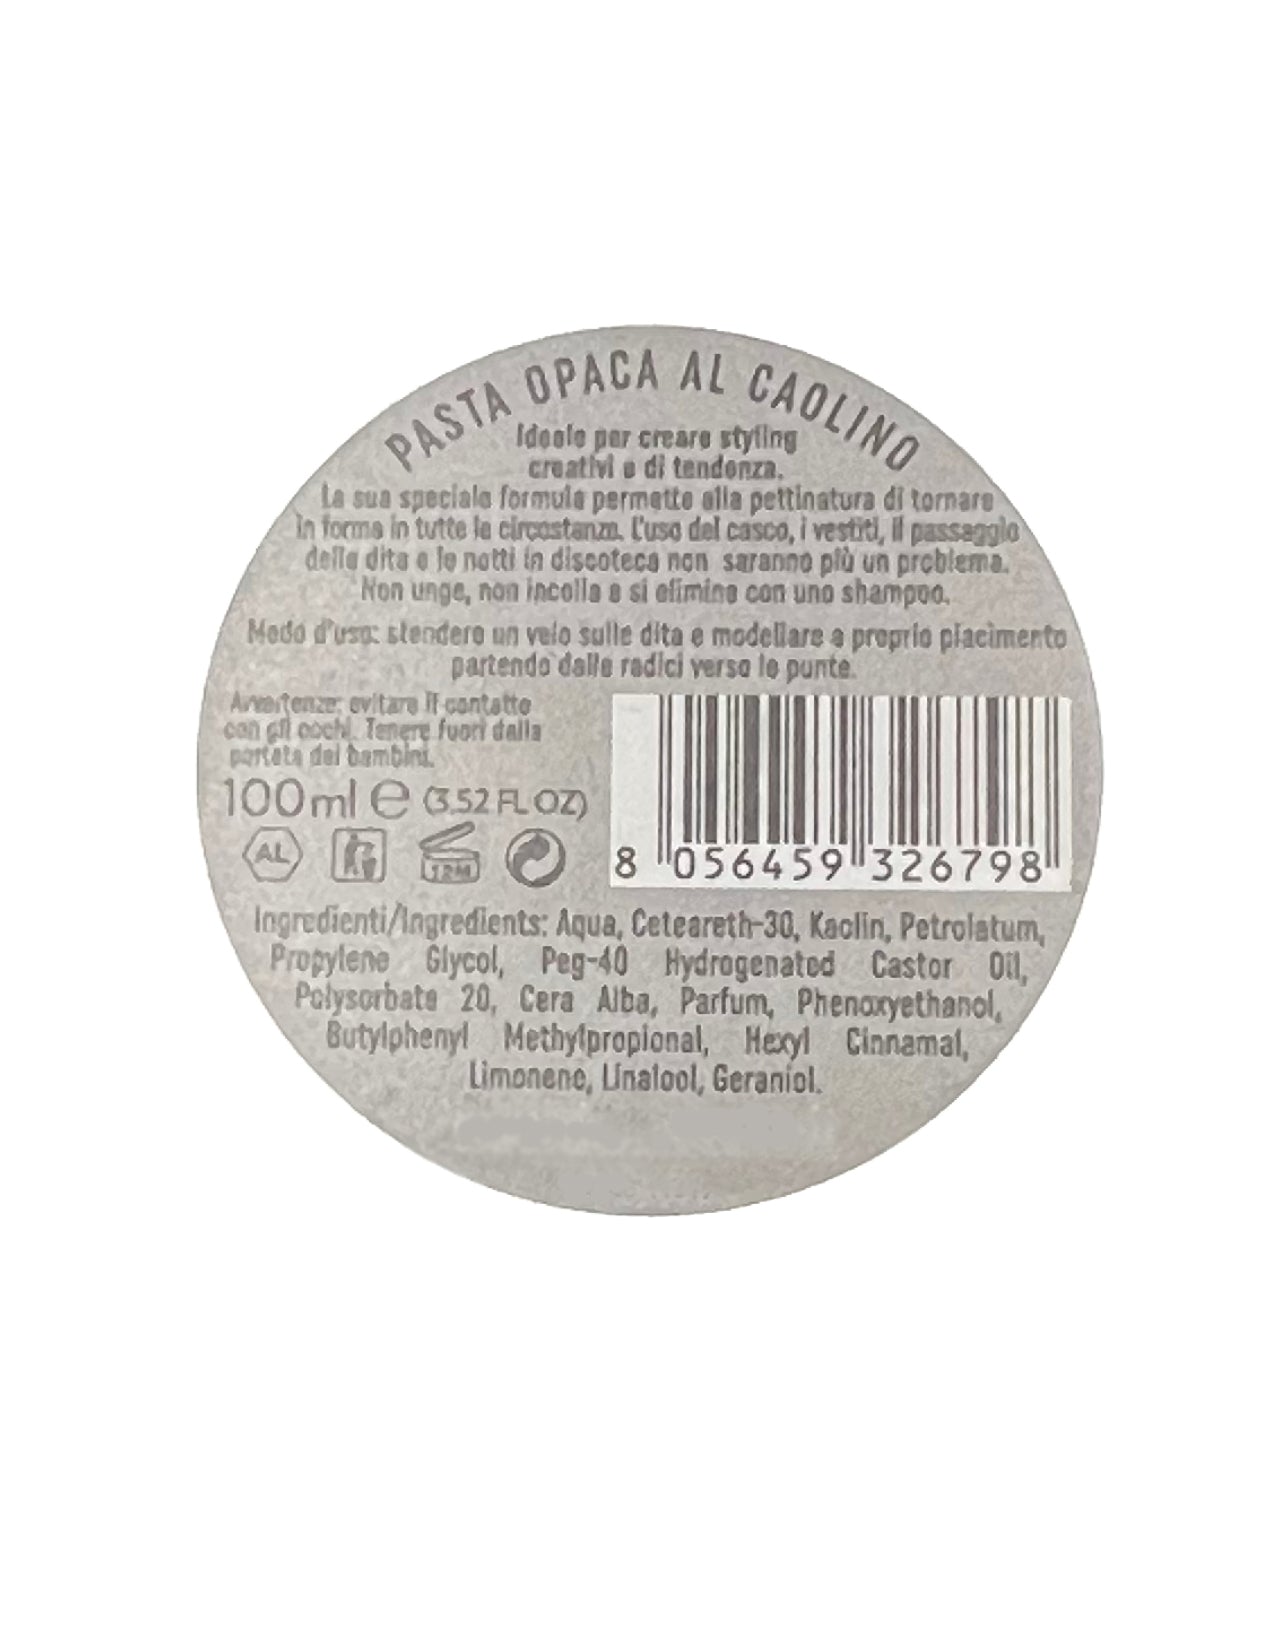 PASTA OPACA AL CAOLINO
Ideale per creare styling
creativi e di tendenza.
La sua speciale formula permette alla pettinatura di tornare
in forma in tutte le circostanze. L'uso del casco, i vestiti, il passaggio
delle dita e le notti in discoteca non saranno più un problema.
Non unge, non incolla e si elimina con uno shampoo.
Modo d'uso: stendere un velo sulle dita e modellare a proprio piacimento
partendo dalle radici verso le punte.
Avvertenze: evitare il contatto
con gli occhi. Tenere fuori dalla
portata dei bambini.
100ml e (3.52 FL OZ)
AL
12M
8 056459 326798
Ingredienti/Ingredients: Aqua, Ceteareth-30, Kaolin, Petrolatum,
Propylene Glycol, Peg-40 Hydrogenated Castor Oil,
Polysorbate 20, Cera Alba, Parfum, Phenoxyethanol,
Butylphenyl Methylpropional, Hexyl Cinnamal,
Limonene, Linalool, Geraniol.